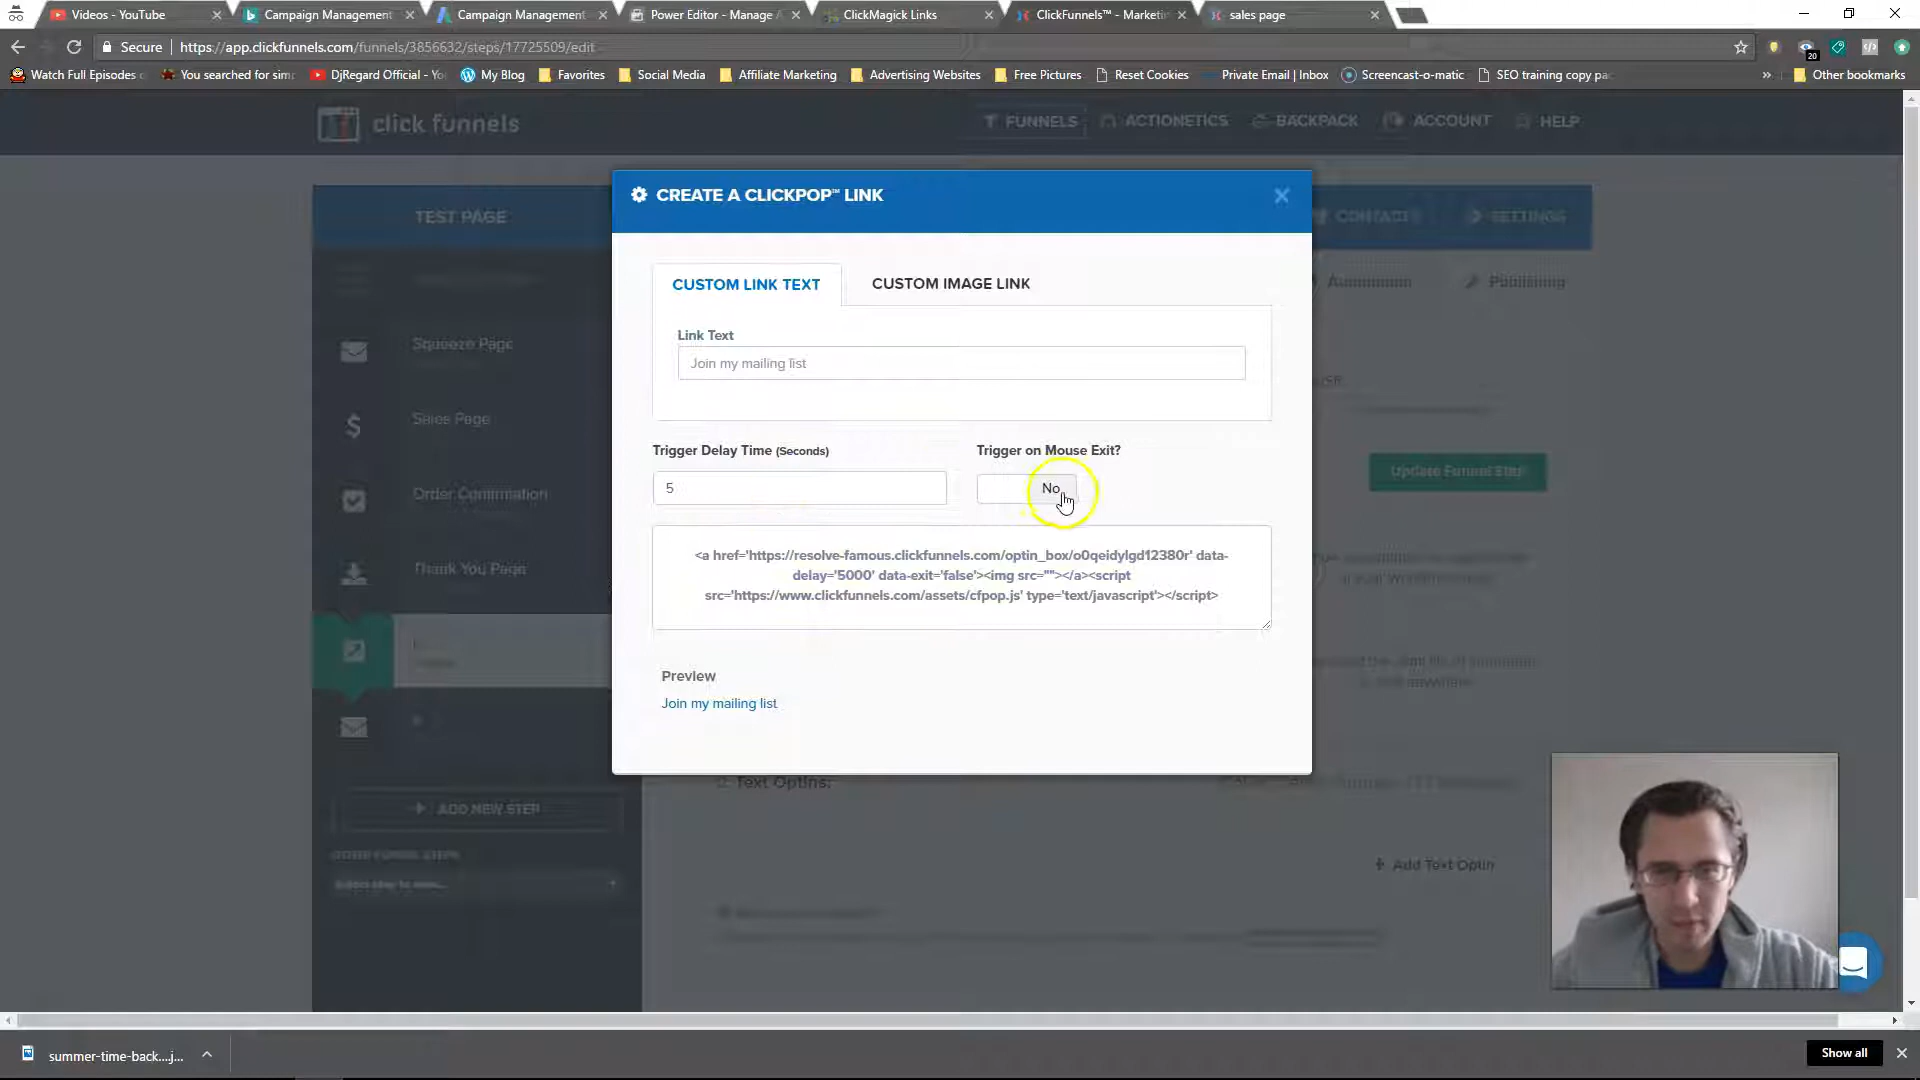 Videos - YouTube
Campaign Management
Campaign Management
Power Editor - Manage A
ClickMagick Links
ClickFunnels™ - Marketin
sales page
Secure
https://app.clickfunnels.com/funnels/3856632/steps/17725509/edit
20
Watch Full Episodes o
You searched for sim
DjRegard Official - Yo
My Blog
Favorites
Social Media
Affiliate Marketing
Advertising Websites
Free Pictures
Reset Cookies
Private Email | Inbox
Screencast-o-matic
SEO training copy pa
»
Other bookmarks
click funnels
FUNNELS
ACTIONETICS
BACKPACK
ACCOUNT
HELP
TEST PAGE
CONTACTS
SETTINGS
Automation
Publishing
CREATE A CLICKPOP™ LINK
CUSTOM LINK TEXT
CUSTOM IMAGE LINK
Link Text
Join my mailing list
Trigger Delay Time (Seconds)
Trigger on Mouse Exit?
5
No
<a href='https://resolve-famous.clickfunnels.com/optin_box/o0qeidylgd12380r' data-
delay='5000' data-exit='false'><img src=""></a><script
src='https://www.clickfunnels.com/assets/cfpop.js' type='text/javascript'></script>
Preview
Join my mailing list
Squeeze Page
Sales Page
Order Confirmation
Thank You Page
ADD NEW STEP
OTHER FUNNEL STEPS
Update Funnel Step
Text Optins:
+ Add Text Optin
summer-time-back....j...
Show all